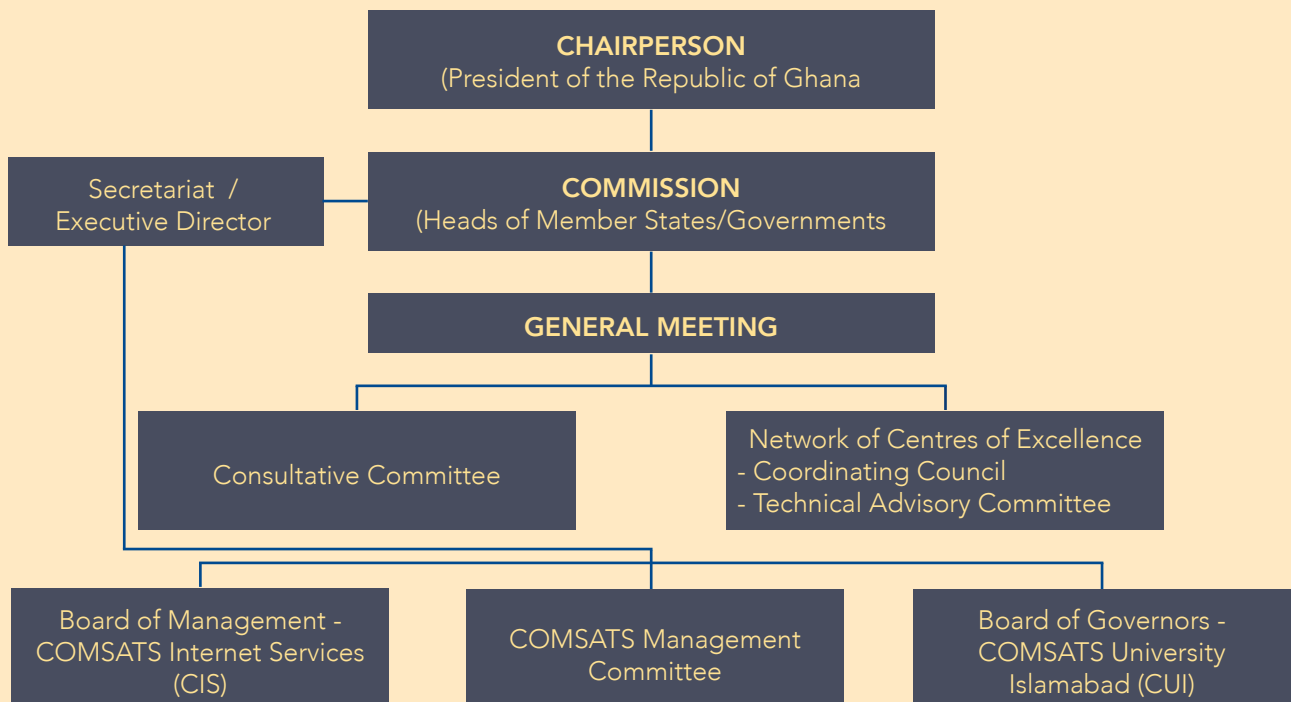 CHAIRPERSON
(President of the Republic of Ghana
Secretariat /
Executive Director
COMMISSION
(Heads of Member States/Governments
GENERAL MEETING
Consultative Committee
Network of Centres of Excellence
- Coordinating Council
- Technical Advisory Committee
Board of Management -
COMSATS Internet Services
(CIS)
COMSATS Management
Committee
Board of Governors -
COMSATS University
Islamabad (CUI)